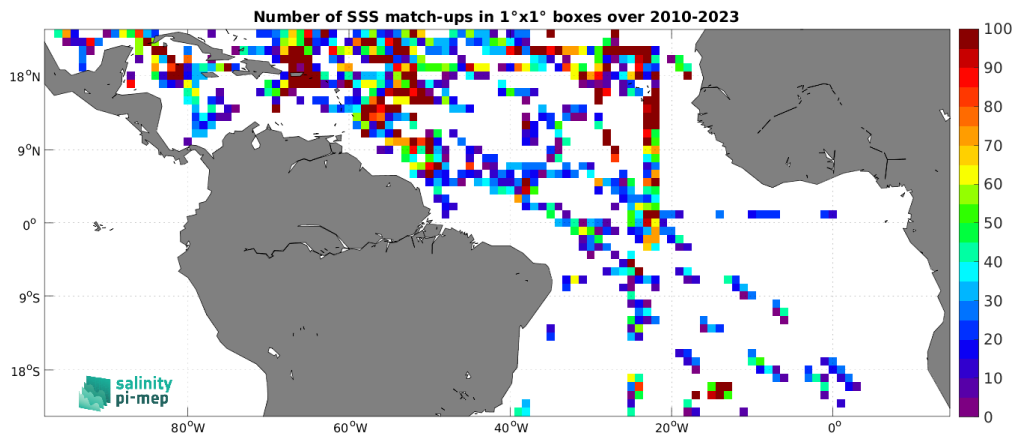 Number of SSS match-ups in 1°x1° boxes over 2010-2023
100
90
80
70
60
50
40
30
20
10
0
18°N
9°N
0°
9°S
18°S
salinity
pi-mep
80°W
60°W
40°W
20°W
0°